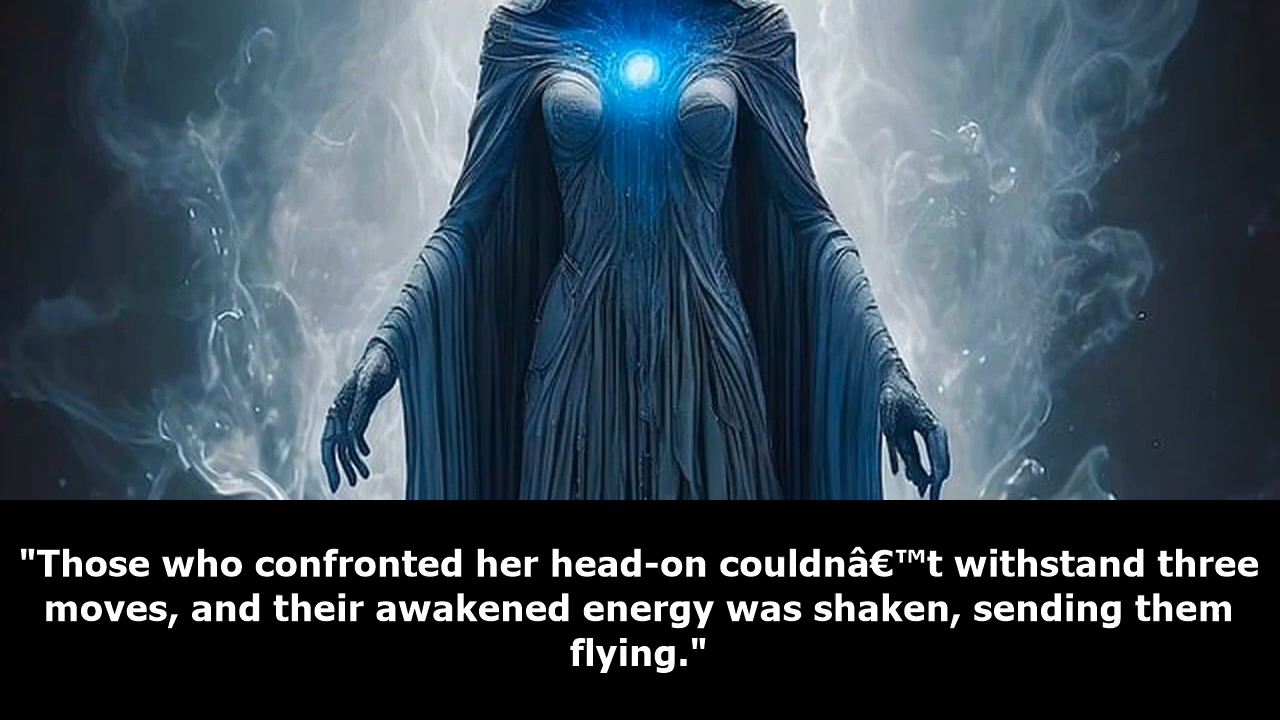 "Those who confronted her head-on couldnâ€™t withstand three
moves, and their awakened energy was shaken, sending them
flying."